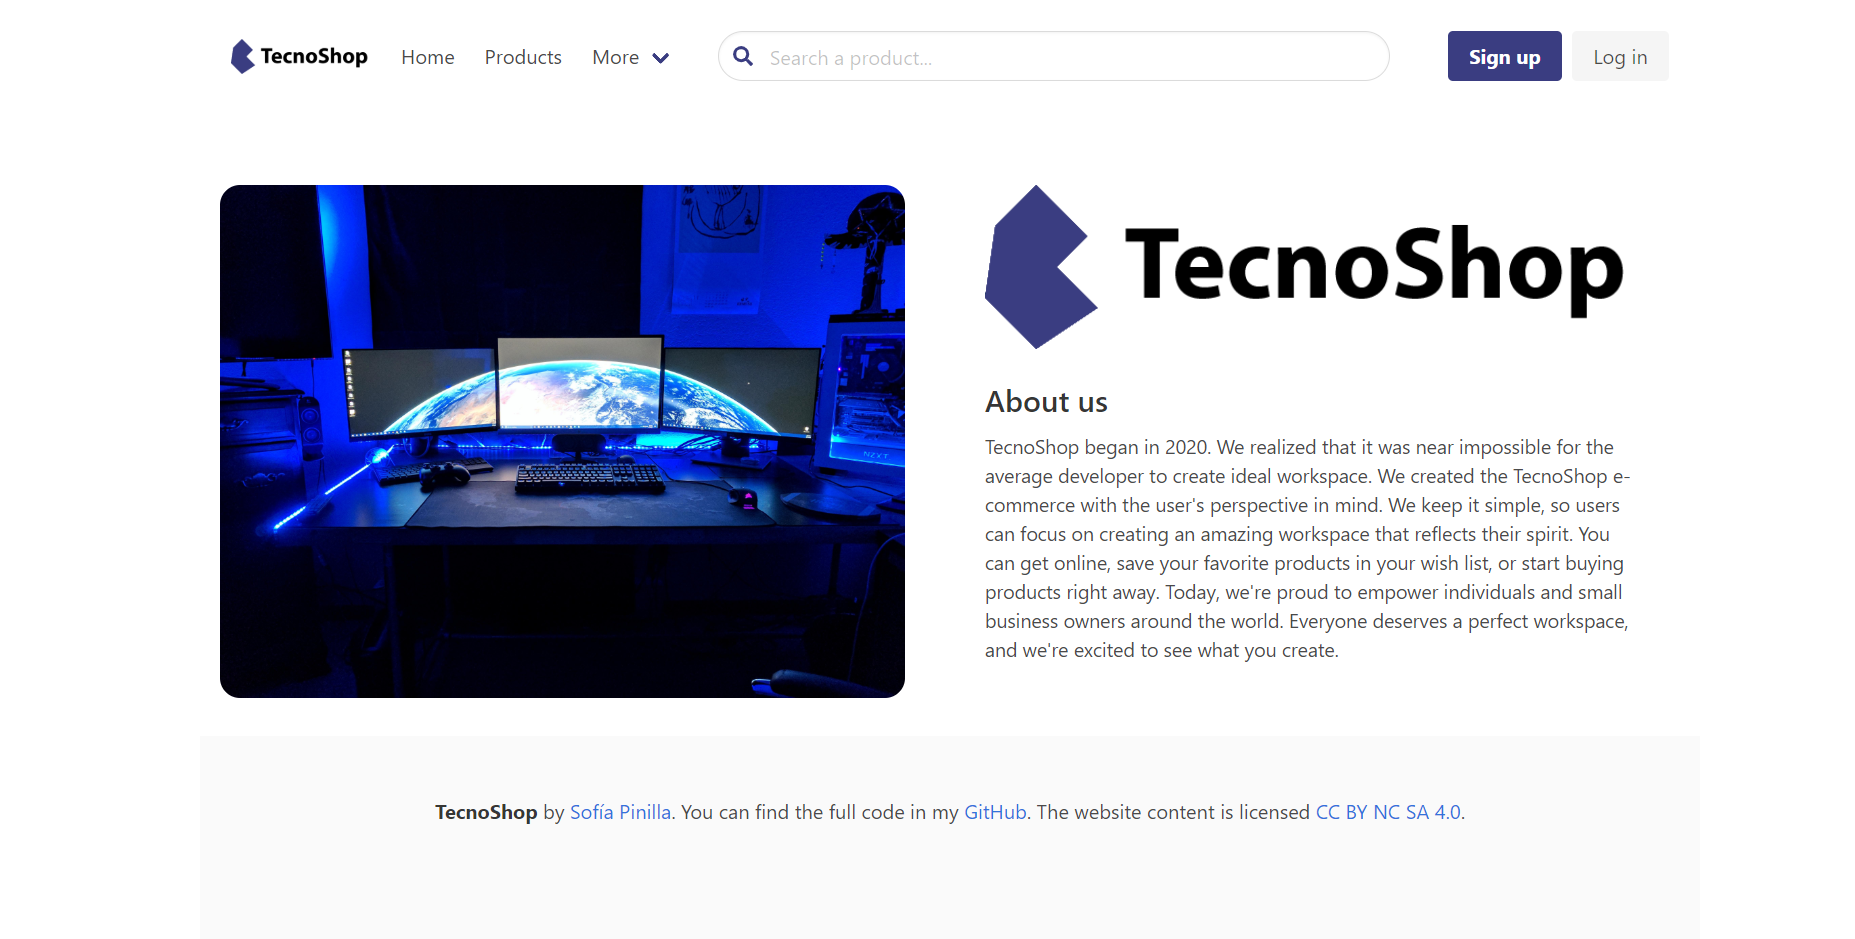 TecnoShop Home Products More Search a product... Sign up Log in
TecnoShop
NZXT
About us
TecnoShop began in 2020. We realized that it was near impossible for the
average developer to create ideal workspace. We created the TecnoShop e-
commerce with the user's perspective in mind. We keep it simple, so users
can focus on creating an amazing workspace that reflects their spirit. You
can get online, save your favorite products in your wish list, or start buying
products right away. Today, we're proud to empower individuals and small
business owners around the world. Everyone deserves a perfect workspace,
and we're excited to see what you create.
TecnoShop by Sofía Pinilla. You can find the full code in my GitHub. The website content is licensed CC BY NC SA 4.0.